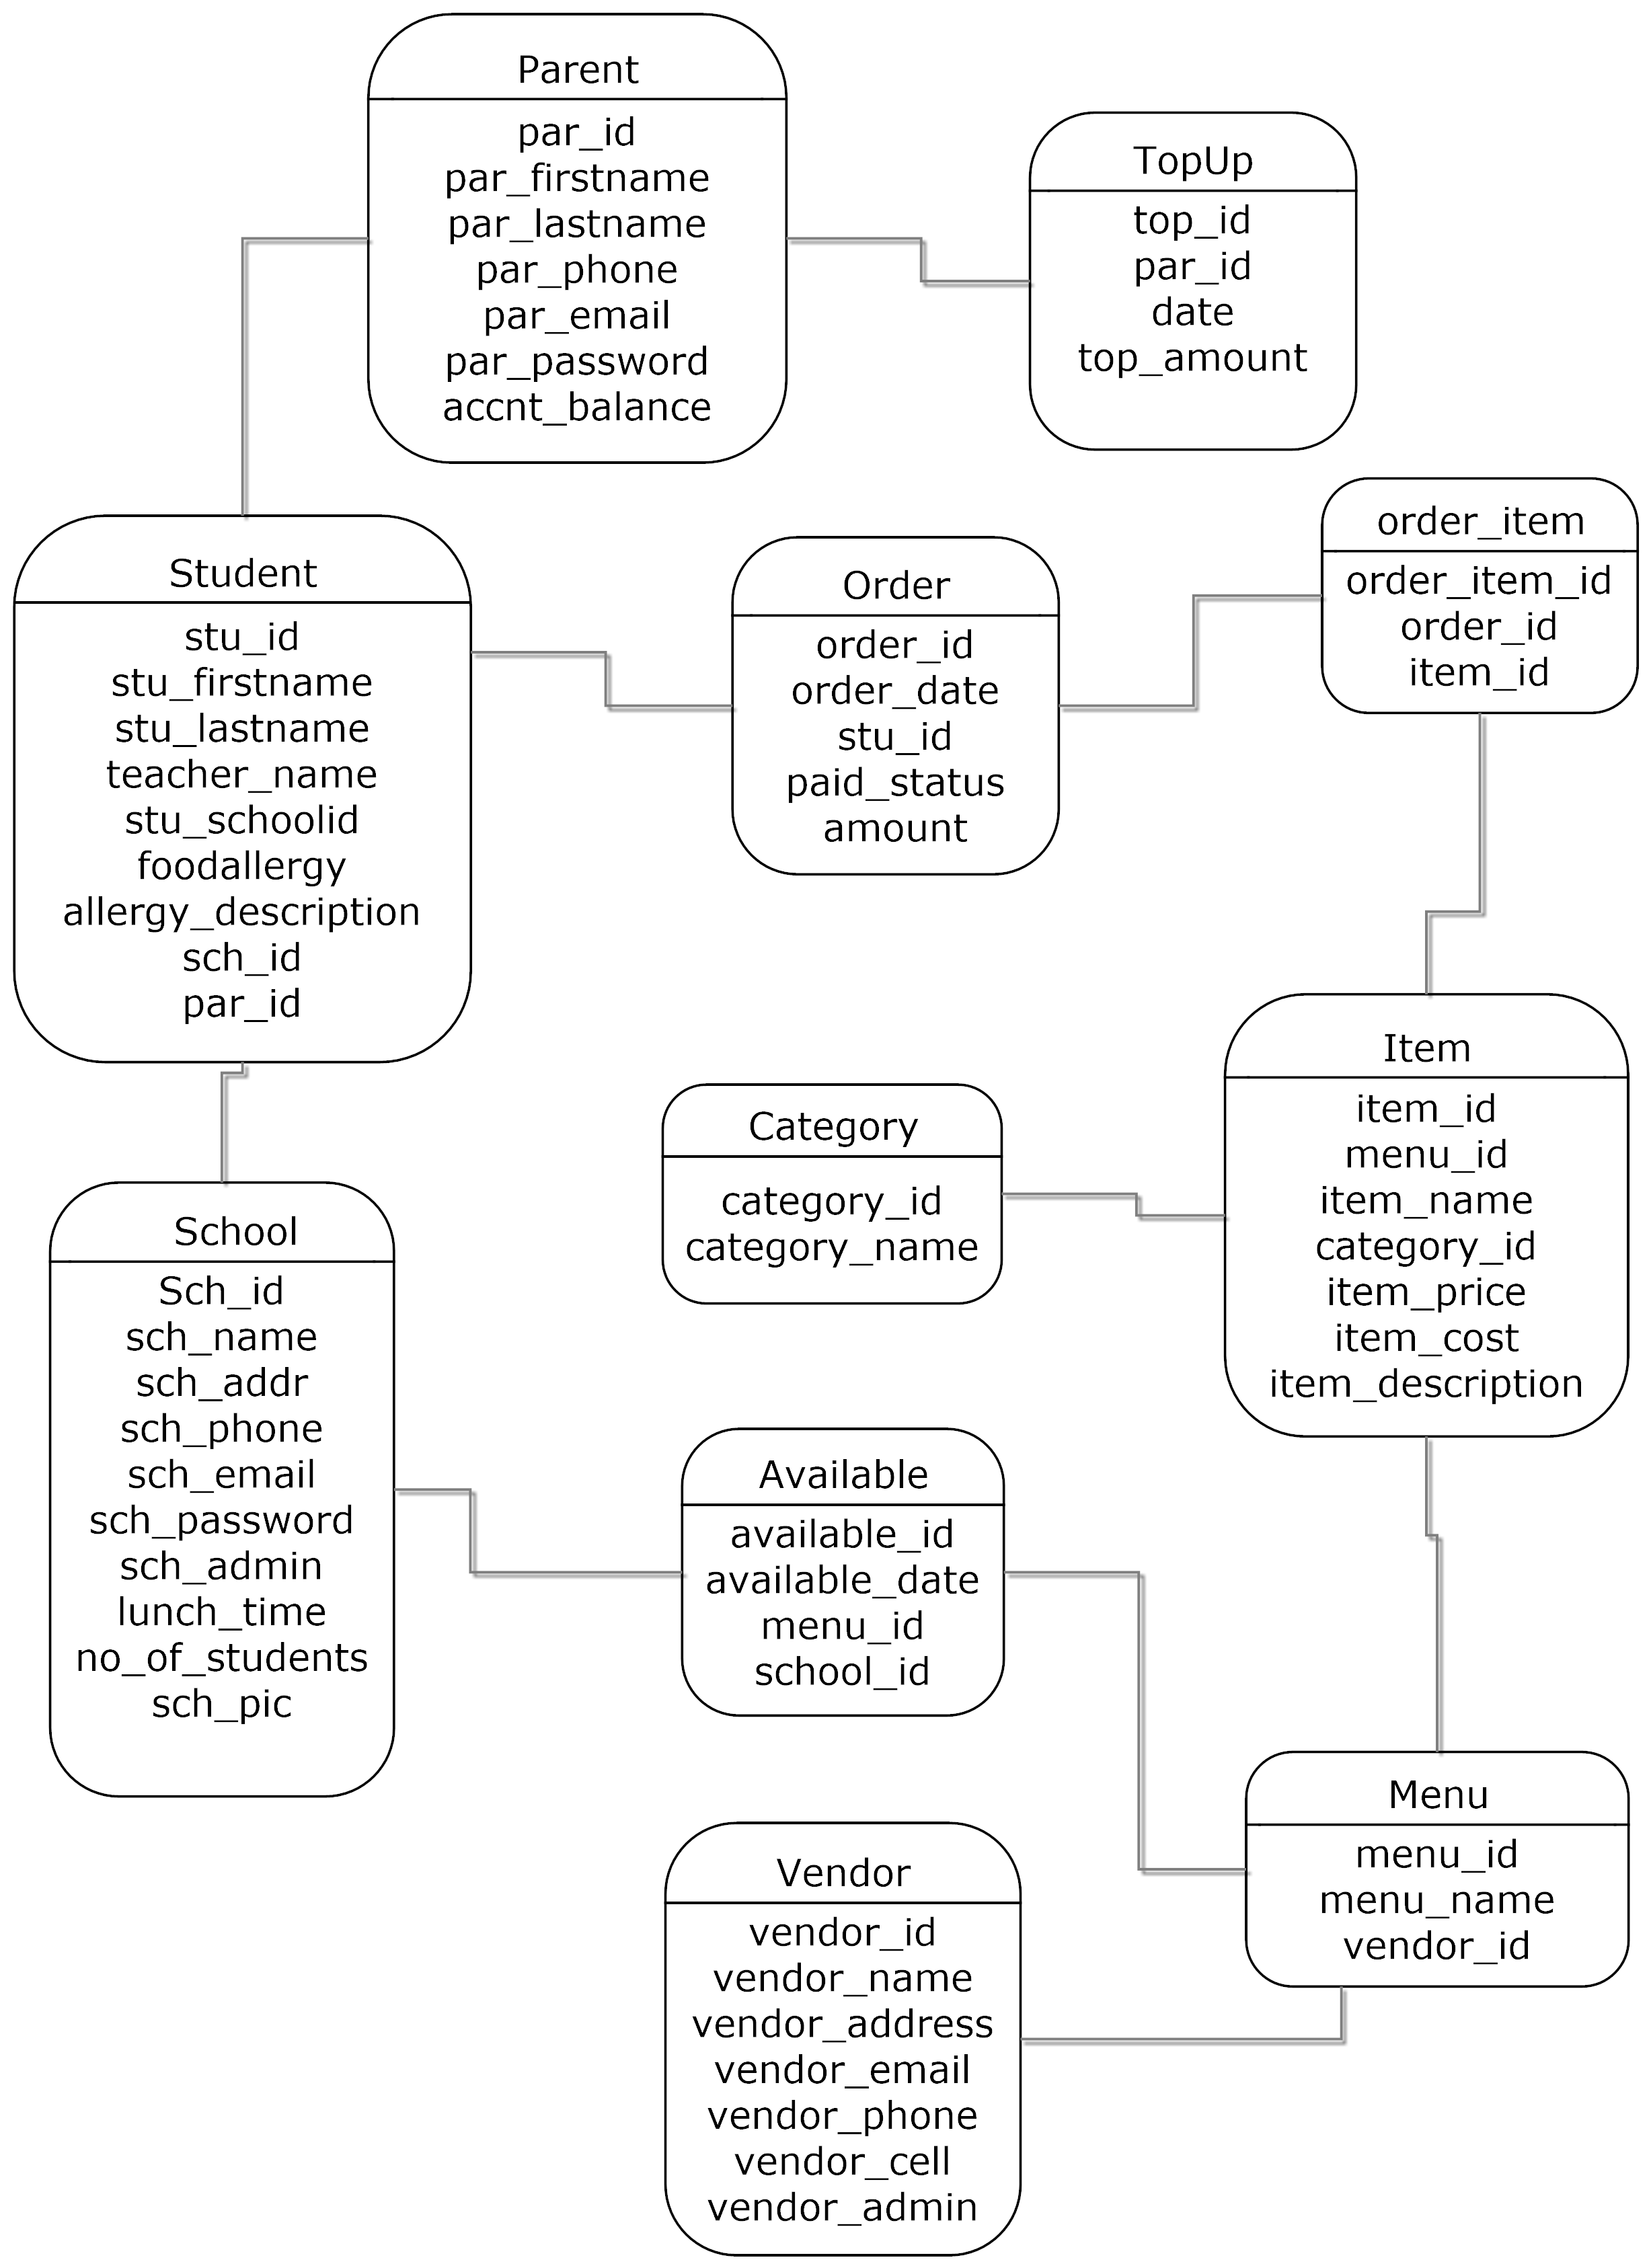 Parent
par_id
par_firstname
par_lastname
par_phone
par_email
par_password
accnt_balance
TopUp
top_id
par_id
date
top_amount
Student
stu_id
stu_firstname
stu_lastname
teacher_name
stu_schoolid
foodallergy
allergy_description
sch_id
par_id
Order
order_id
order_date
stu_id
paid_status
amount
order_item
order_item_id
order_id
item_id
Category
category_id
category_name
Item
item_id
menu_id
item_name
category_id
item_price
item_cost
item_description
School
Sch_id
sch_name
sch_addr
sch_phone
sch_email
sch_password
sch_admin
lunch_time
no_of_students
sch_pic
Available
available_id
available_date
menu_id
school_id
Menu
menu_id
menu_name
vendor_id
Vendor
vendor_id
vendor_name
vendor_address
vendor_email
vendor_phone
vendor_cell
vendor_admin